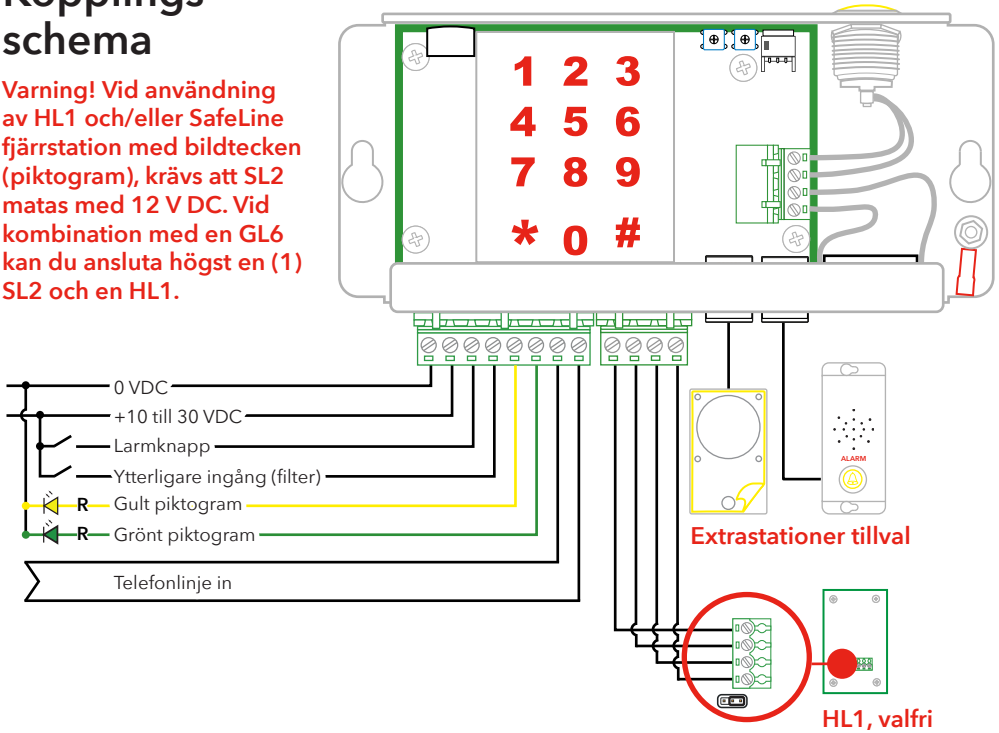 Kopplings-
schema
Varning! Vid användning
av HL1 och/eller SafeLine
fjärrstation med bildtecken
(piktogram), krävs att SL2
matas med 12 V DC. Vid
kombination med en GL6
kan du ansluta högst en (1)
SL2 och en HL1.
1 2 3
4 5 6
7 8 9
* 0 #
0 VDC
+10 till 30 VDC
Larmknapp
Ytterligare ingång (filter)
R Gult piktogram
R Grönt piktogram
Telefonlinje in
ALARM
Extrastationer tillval
HL1, valfri